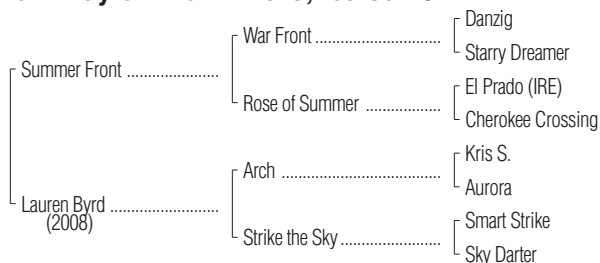 Danzig
War Front ....................
Starry Dreamer
Summer Front ......................
El Prado (IRE)
Rose of Summer ..................
Cherokee Crossing
Kris S.
Arch ..............................
Aurora
Lauren Byrd ..........................
(2008)
Smart Strike
Strike the Sky ......................
Sky Darter